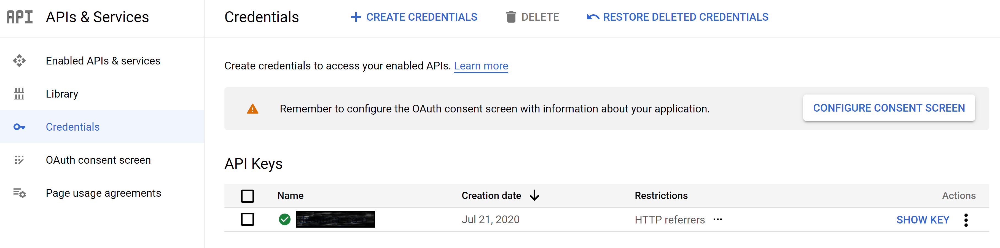 API APIs & Services
Credentials
CREATE CREDENTIALS
DELETE
RESTORE DELETED CREDENTIALS
Enabled APIs & services
Library
Credentials
OAuth consent screen
Page usage agreements
Create credentials to access your enabled APIs. Learn more
Remember to configure the OAuth consent screen with information about your application.
CONFIGURE CONSENT SCREEN
API Keys
Name Creation date Restrictions Actions
Jul 21, 2020 HTTP referrers ... SHOW KEY